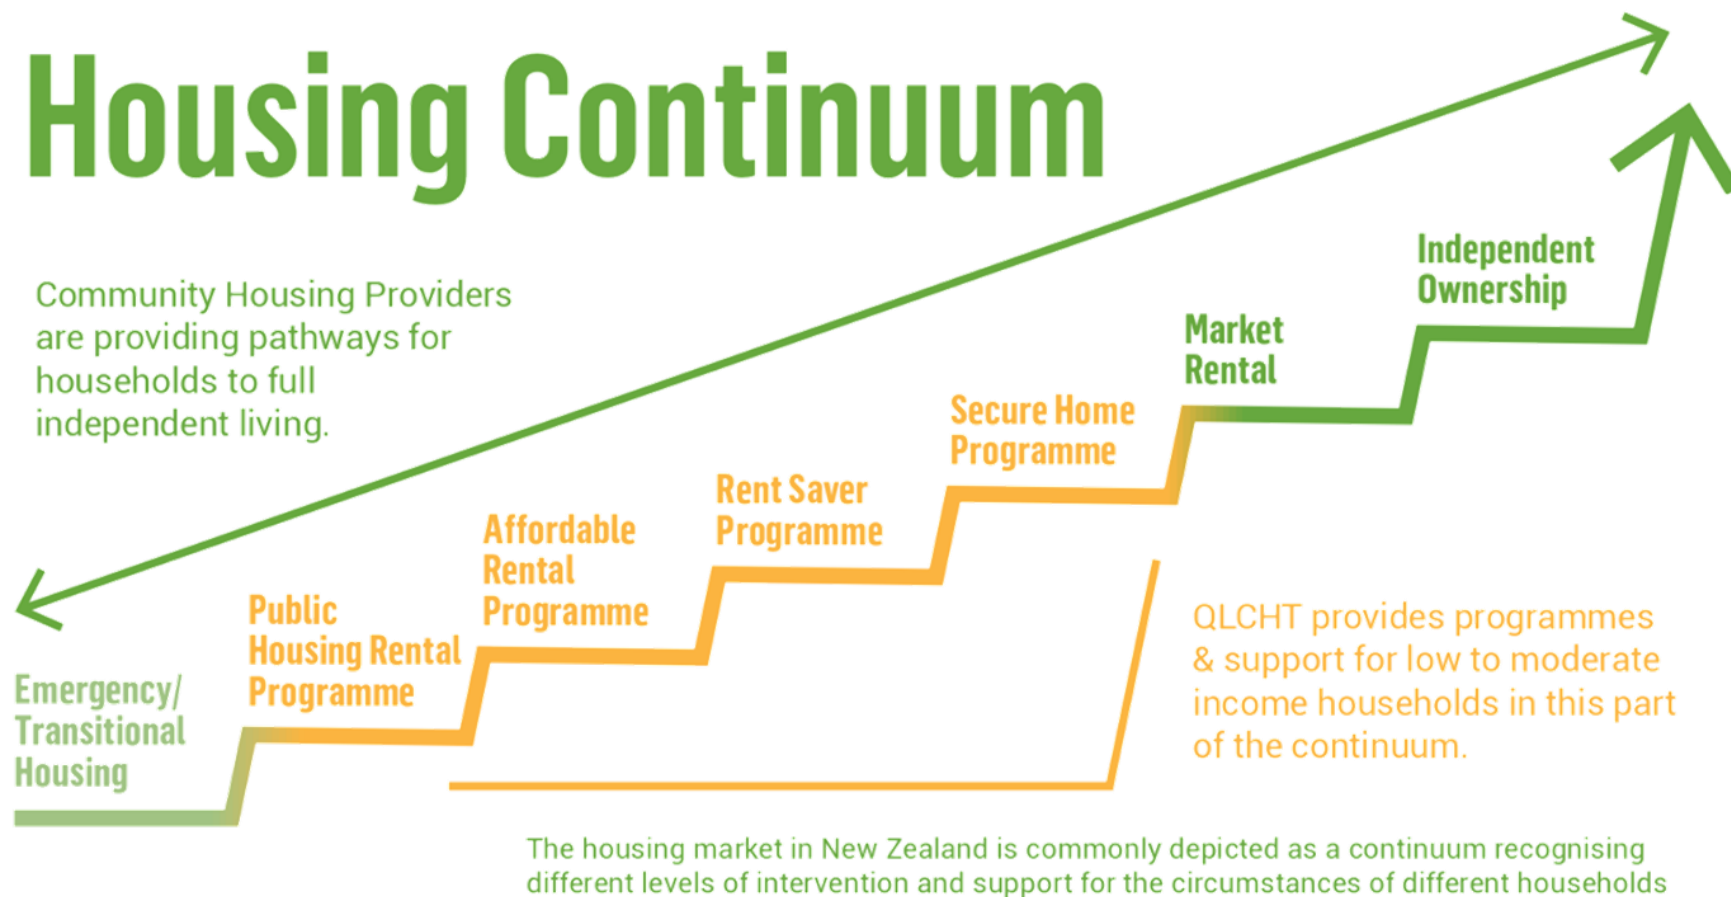 Housing Continuum
Community Housing Providers
are providing pathways for
households to full
independent living.
Emergency/
Transitional
Housing
Public
Housing Rental
Programme
Affordable
Rental
Programme
Rent Saver
Programme
Secure Home
Programme
Market
Rental
Independent
Ownership
QLCHT provides programmes
& support for low to moderate
income households in this part
of the continuum.
The housing market in New Zealand is commonly depicted as a continuum recognising
different levels of intervention and support for the circumstances of different households